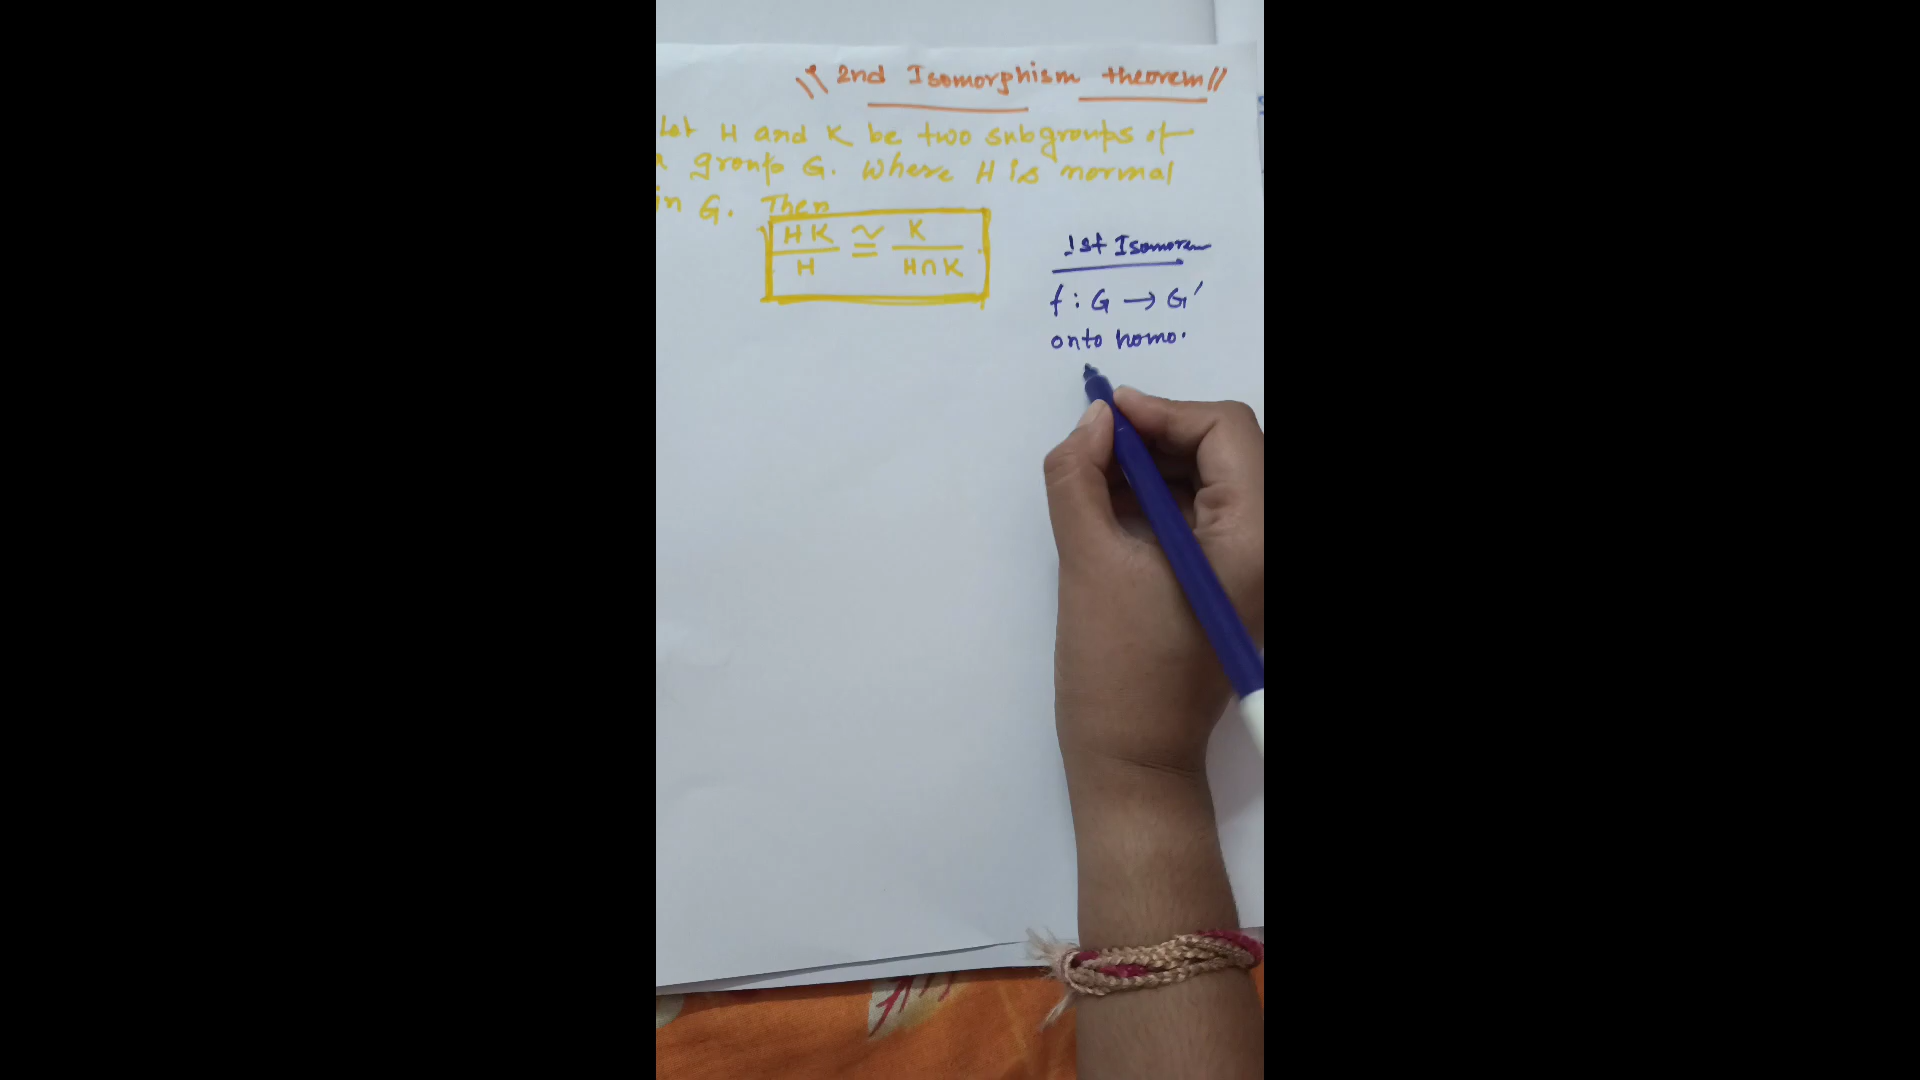 2nd Isomorphism theorem
Let H and K be two subgroups of
a group G. Where H is normal
in G. Then
HK/H ≅ K/H∩K.
1st Isomorem
f : G → G′
onto homo.